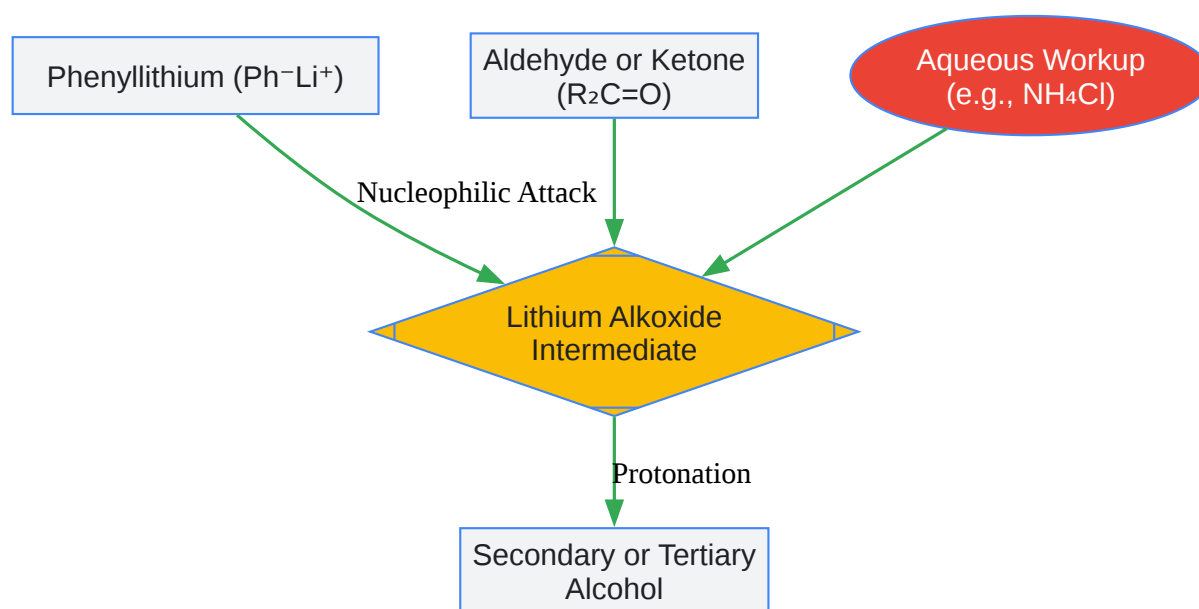 Phenyllithium (Ph⁻Li⁺)
Aldehyde or Ketone
(R₂C=O)
Aqueous Workup
(e.g., NH₄Cl)
Nucleophilic Attack
Lithium Alkoxide
Intermediate
Protonation
Secondary or Tertiary
Alcohol